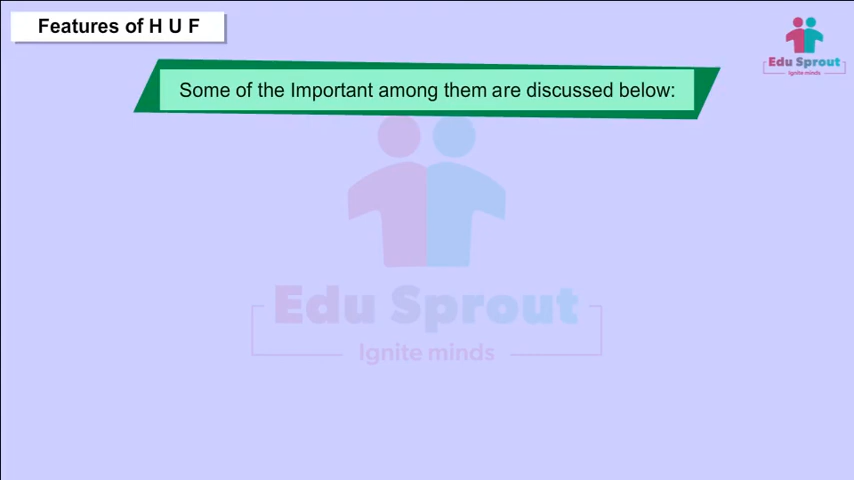 Features of H U F
Edu Sprout
Ignite minds
Some of the Important among them are discussed below:
Edu Sprout
Ignite minds